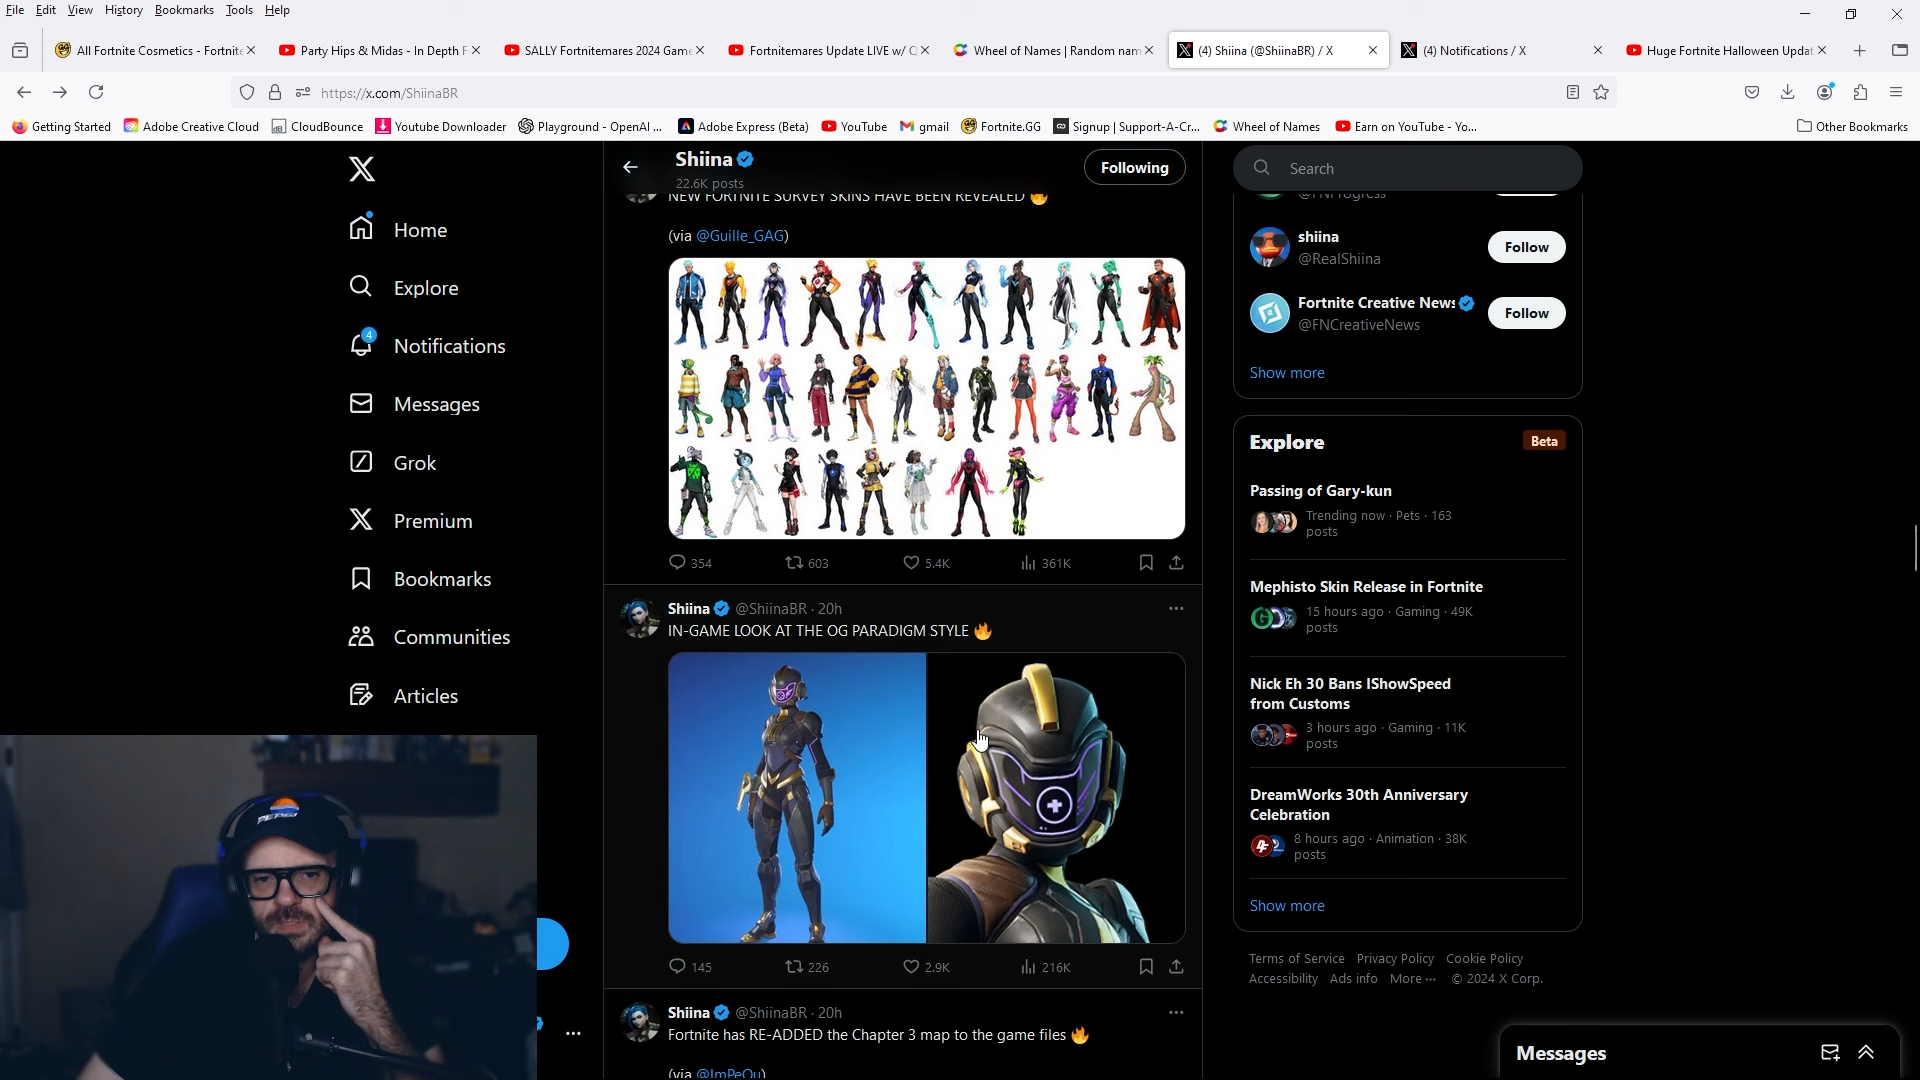 File Edit View History Bookmarks Tools Help
All Fortnite Cosmetics - Fortnite
Party Hips & Midas - In Depth F
SALLY Fortnitemares 2024 Game
Fortnitemares Update LIVE w/ C
Wheel of Names | Random nam
(4) Shiina (@ShiinaBR) / X
(4) Notifications / X
Huge Fortnite Halloween Updat
https://x.com/ShiinaBR
Getting Started
Adobe Creative Cloud
CloudBounce
Youtube Downloader
Playground - OpenAI ...
Adobe Express (Beta)
YouTube
gmail
Fortnite.GG
Signup | Support-A-Cr...
Wheel of Names
Earn on YouTube - Yo...
Other Bookmarks
Home
Explore
4
Notifications
Messages
Grok
Premium
Bookmarks
Communities
Articles
PEPSI
Shiina
22.6K posts
Following
NEW FORTNITE SURVEY SKINS HAVE BEEN REVEALED 🔥
(via @Guille_GAG)
354 603 5.4K 361K
Shiina @ShiinaBR · 20h
IN-GAME LOOK AT THE OG PARADIGM STYLE 🔥
145 226 2.9K 216K
Shiina @ShiinaBR · 20h
Fortnite has RE-ADDED the Chapter 3 map to the game files 🔥
(via @ImPeQu)
Search
@FNProgress
shiina
@RealShiina
Follow
Fortnite Creative News
@FNCreativeNews
Follow
Show more
Explore
Beta
Passing of Gary-kun
Trending now · Pets · 163
posts
Mephisto Skin Release in Fortnite
15 hours ago · Gaming · 49K
posts
Nick Eh 30 Bans IShowSpeed
from Customs
3 hours ago · Gaming · 11K
posts
DreamWorks 30th Anniversary
Celebration
8 hours ago · Animation · 38K
posts
Show more
Terms of Service Privacy Policy Cookie Policy
Accessibility Ads info More ··· © 2024 X Corp.
Messages